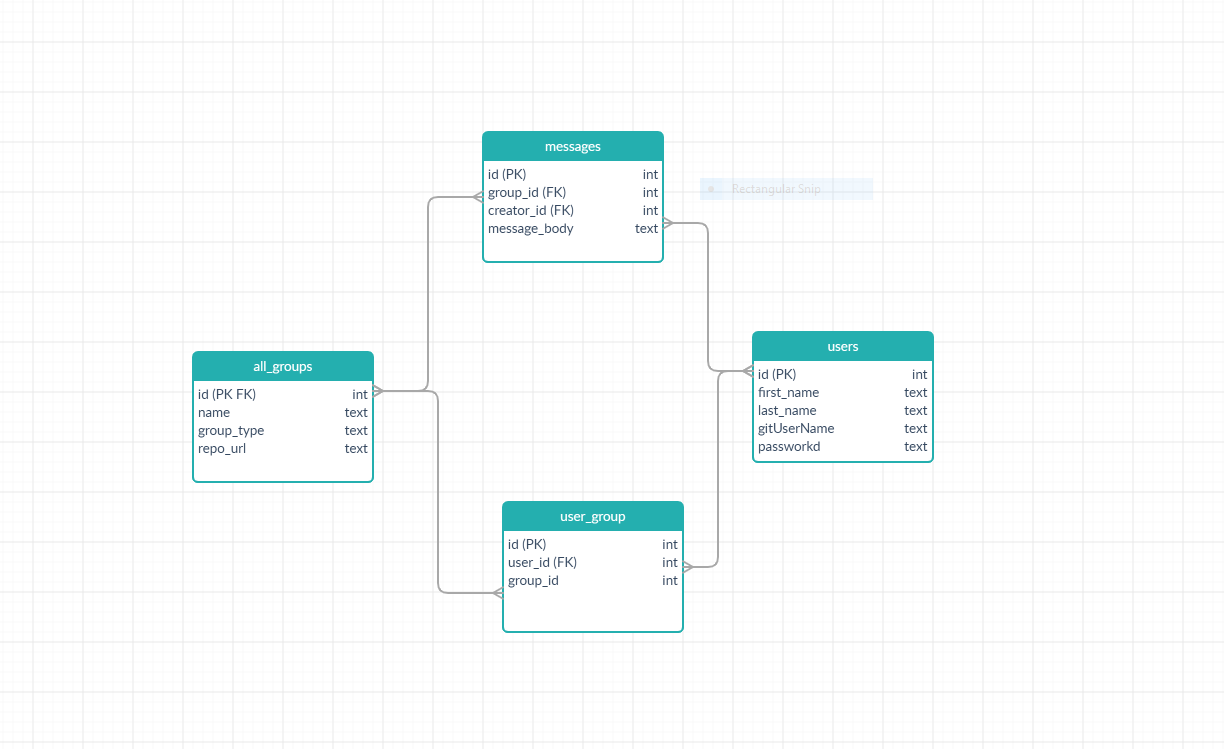 messages
id (PK) int
group_id (FK) int
creator_id (FK) int
message_body text
Rectangular Snip
all_groups
id (PK FK) int
name text
group_type text
repo_url text
users
id (PK) int
first_name text
last_name text
gitUserName text
passworkd text
user_group
id (PK) int
user_id (FK) int
group_id int